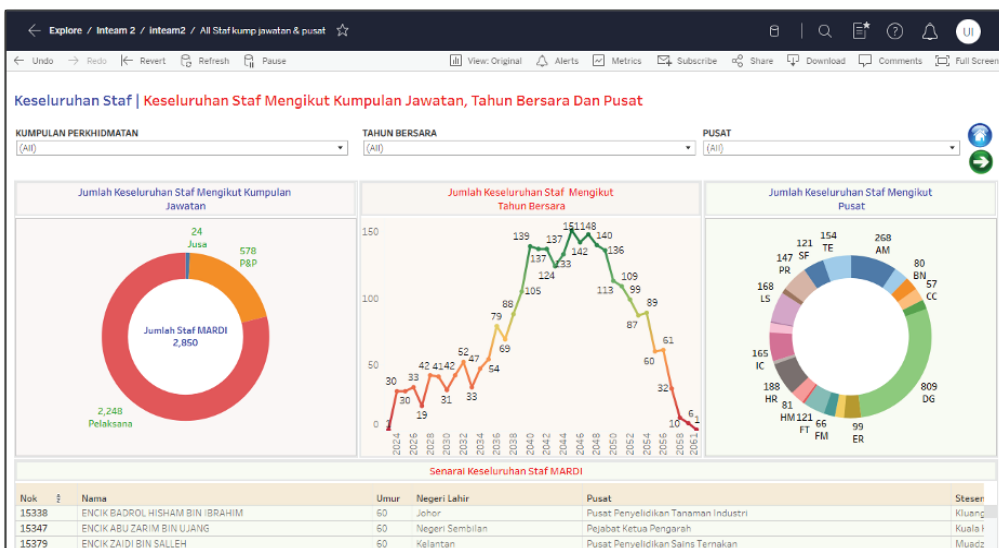 Explore / Inteam 2 / inteam2 / All Staf kump jawatan & pusat
UI
Undo Redo Revert Refresh Pause View: Original Alerts Metrics Subscribe Share Download Comments Full Screen
Keseluruhan Staf | Keseluruhan Staf Mengikut Kumpulan Jawatan, Tahun Bersara Dan Pusat
KUMPULAN PERKHIDMATAN TAHUN BERSARA PUSAT
(All) (All) (All)
Jumlah Keseluruhan Staf Mengikut Kumpulan
Jawatan
24
Jusa
578
P&P
Jumlah Staf MARDI
2,850
2,248
Pelaksana
Jumlah Keseluruhan Staf Mengikut
Tahun Bersara
150
100
50
0
30
30
33
19
42
41
42
31
52
33
47
54
79
69
88
105
139
137
137
124
133
151
142
148
140
136
113
109
99
87
89
60
61
32
10
6
1
2024 2026 2028 2030 2032 2034 2036 2038 2040 2042 2044 2046 2048 2050 2052 2054 2056 2058 2061
Jumlah Keseluruhan Staf Mengikut
Pusat
268
AM
80
BN
57
CC
809
DG
99
ER
66
FM
121
FT
81
HM
188
HR
165
IC
168
LS
147
PR
121
SF
154
TE
Senarai Keseluruhan Staf MARDI
Nok Nama Umur Negeri Lahir Pusat Stesen
15338 ENCIK BADROL HISHAM BIN IBRAHIM 60 Johor Pusat Penyelidikan Tanaman Industri Kluang
15347 ENCIK ABU ZARIM BIN UJANG 60 Negeri Sembilan Pejabat Ketua Pengarah Kuala
15379 ENCIK ZAIDI BIN SALLEH 60 Kelantan Pusat Penyelidikan Sains Ternakan Muadz